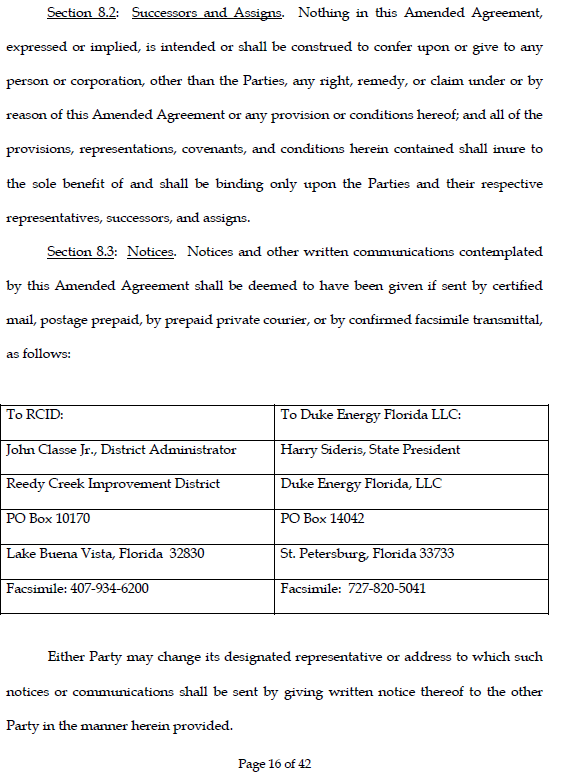 Section 8.2: Successors and Assigns. Nothing in this Amended Agreement,
expressed or implied, is intended or shall be construed to confer upon or give to any
person or corporation, other than the Parties, any right, remedy, or claim under or by
reason of this Amended Agreement or any provision or conditions hereof; and all of the
provisions, representations, covenants, and conditions herein contained shall inure to
the sole benefit of and shall be binding only upon the Parties and their respective
representatives, successors, and assigns.
Section 8.3: Notices. Notices and other written communications contemplated
by this Amended Agreement shall be deemed to have been given if sent by certified
mail, postage prepaid, by prepaid private courier, or by confirmed facsimile transmittal,
as follows:
To RCID: To Duke Energy Florida LLC:
John Classe Jr., District Administrator Harry Sideris, State President
Reedy Creek Improvement District Duke Energy Florida, LLC
PO Box 10170 PO Box 14042
Lake Buena Vista, Florida 32830 St. Petersburg, Florida 33733
Facsimile: 407-934-6200 Facsimile: 727-820-5041
Either Party may change its designated representative or address to which such
notices or communications shall be sent by giving written notice thereof to the other
Party in the manner herein provided.
Page 16 of 42